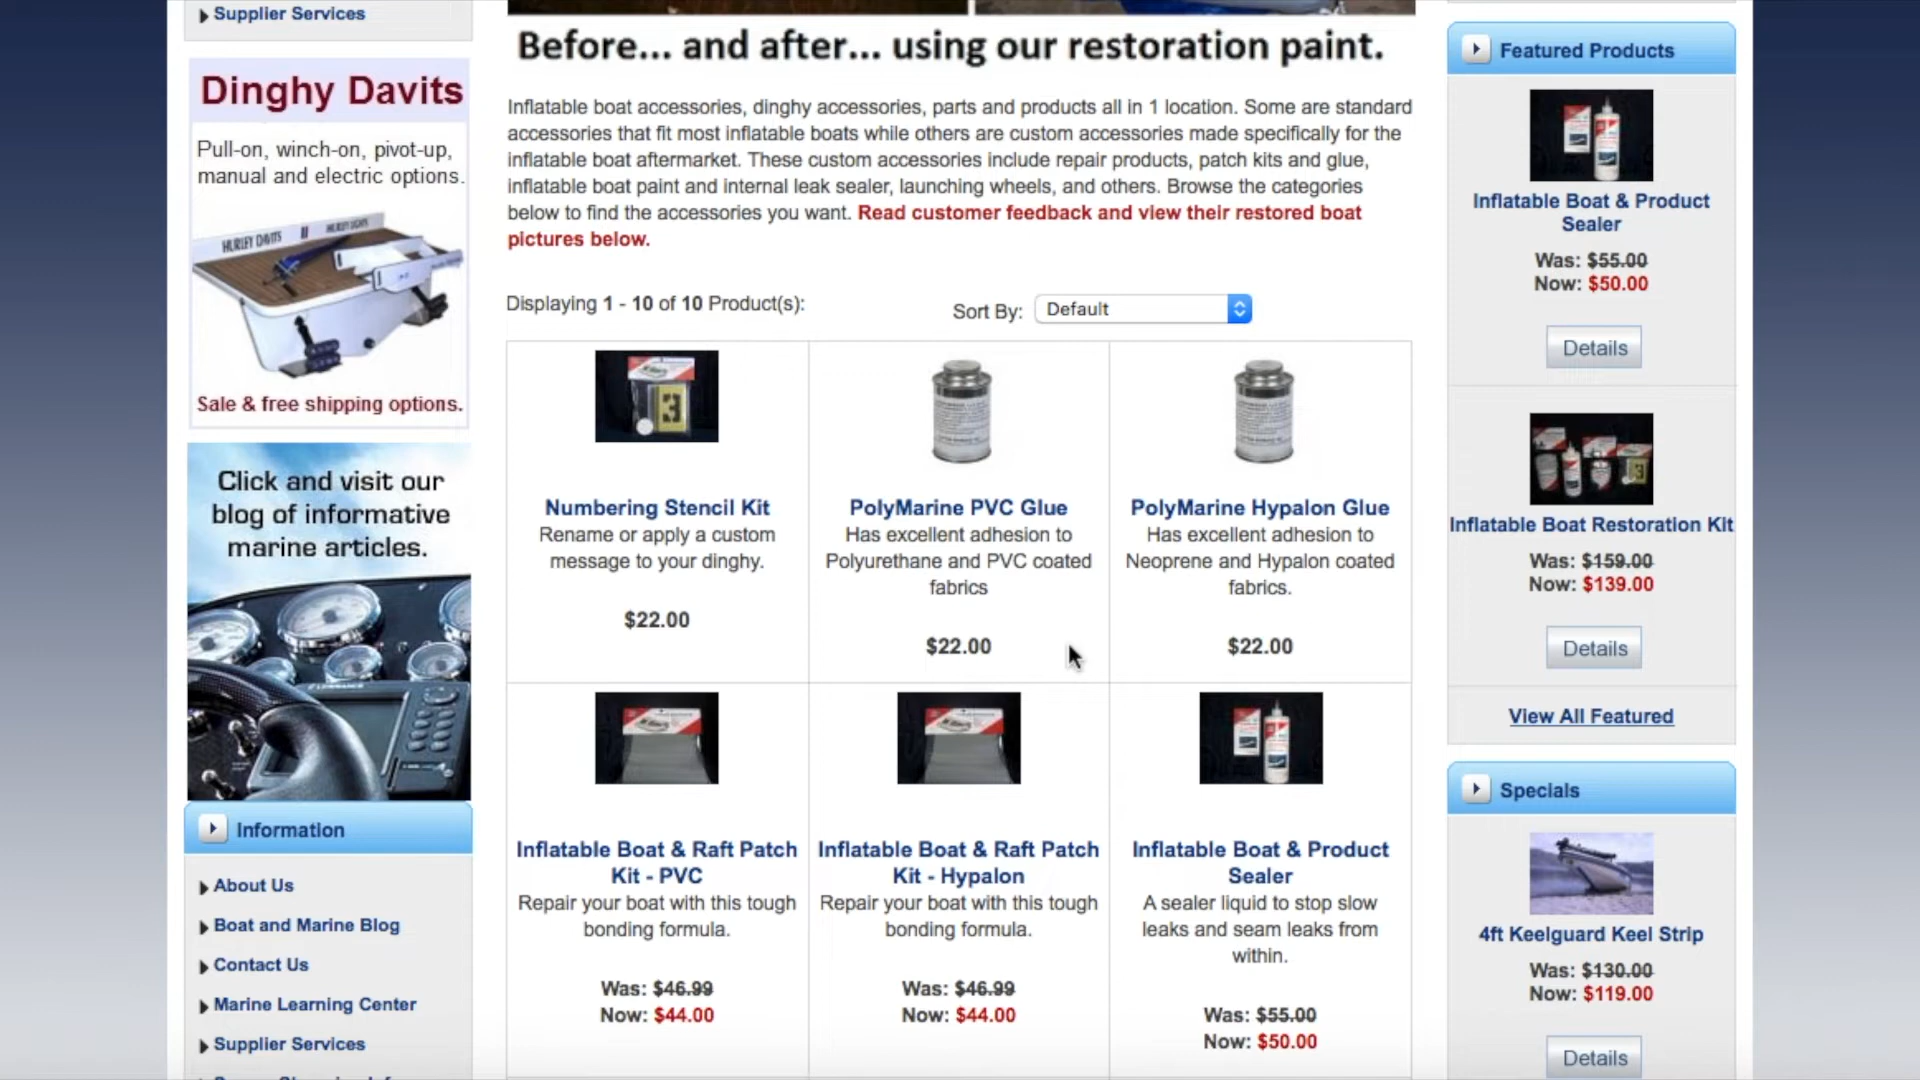 Supplier Services
Dinghy Davits
Pull-on, winch-on, pivot-up,
manual and electric options.
HURLEY DAVITS
Sale & free shipping options.
Click and visit our
blog of informative
marine articles.
Information
About Us
Boat and Marine Blog
Contact Us
Marine Learning Center
Supplier Services
Before... and after... using our restoration paint.
Inflatable boat accessories, dinghy accessories, parts and products all in 1 location. Some are standard
accessories that fit most inflatable boats while others are custom accessories made specifically for the
inflatable boat aftermarket. These custom accessories include repair products, patch kits and glue,
inflatable boat paint and internal leak sealer, launching wheels, and others. Browse the categories
below to find the accessories you want. Read customer feedback and view their restored boat
pictures below.
Displaying 1 - 10 of 10 Product(s):
Sort By: Default
3
Numbering Stencil Kit
Rename or apply a custom
message to your dinghy.
$22.00
PolyMarine PVC Glue
Has excellent adhesion to
Polyurethane and PVC coated
fabrics
$22.00
PolyMarine Hypalon Glue
Has excellent adhesion to
Neoprene and Hypalon coated
fabrics.
$22.00
Inflatable Boat & Raft Patch
Kit - PVC
Repair your boat with this tough
bonding formula.
Was: $46.99
Now: $44.00
Inflatable Boat & Raft Patch
Kit - Hypalon
Repair your boat with this tough
bonding formula.
Was: $46.99
Now: $44.00
Inflatable Boat & Product
Sealer
A sealer liquid to stop slow
leaks and seam leaks from
within.
Was: $55.00
Now: $50.00
Featured Products
Inflatable Boat & Product
Sealer
Was: $55.00
Now: $50.00
Details
3
Inflatable Boat Restoration Kit
Was: $159.00
Now: $139.00
Details
View All Featured
Specials
4ft Keelguard Keel Strip
Was: $130.00
Now: $119.00
Details